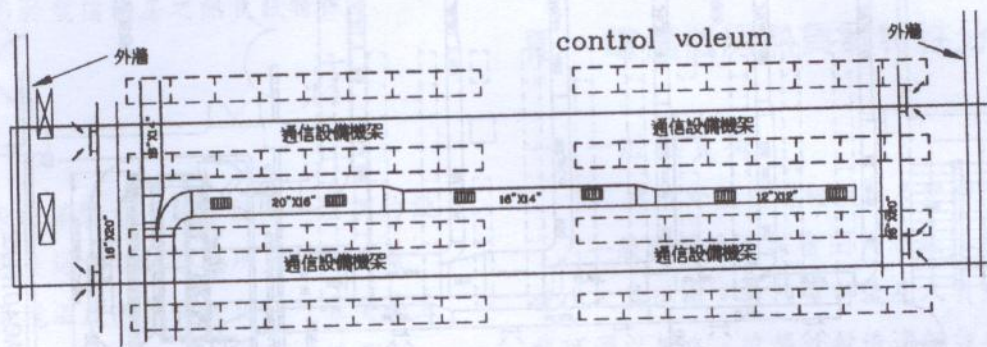 外牆
control voleum
外牆
通信設備機架
通信設備機架
20"X16"
16"X14"
12"X12"
16"X20"
通信設備機架
通信設備機架